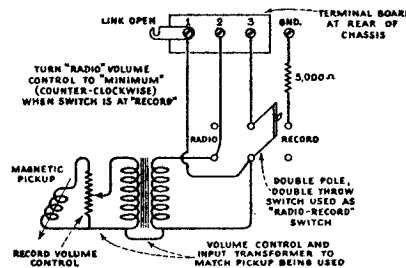 LINK OPEN
1
2
3
GND.
TERMINAL BOARD
AT REAR OF
CHASSIS
TURN "RADIO" VOLUME
CONTROL TO "MINIMUM"
(COUNTER-CLOCKWISE)
WHEN SWITCH IS AT "RECORD"
5,000 Ω
RADIO
RECORD
MAGNETIC
PICKUP
DOUBLE POLE,
DOUBLE THROW
SWITCH USED AS
"RADIO-RECORD"
SWITCH
RECORD VOLUME
CONTROL
VOLUME CONTROL AND
INPUT TRANSFORMER TO
MATCH PICKUP BEING USED